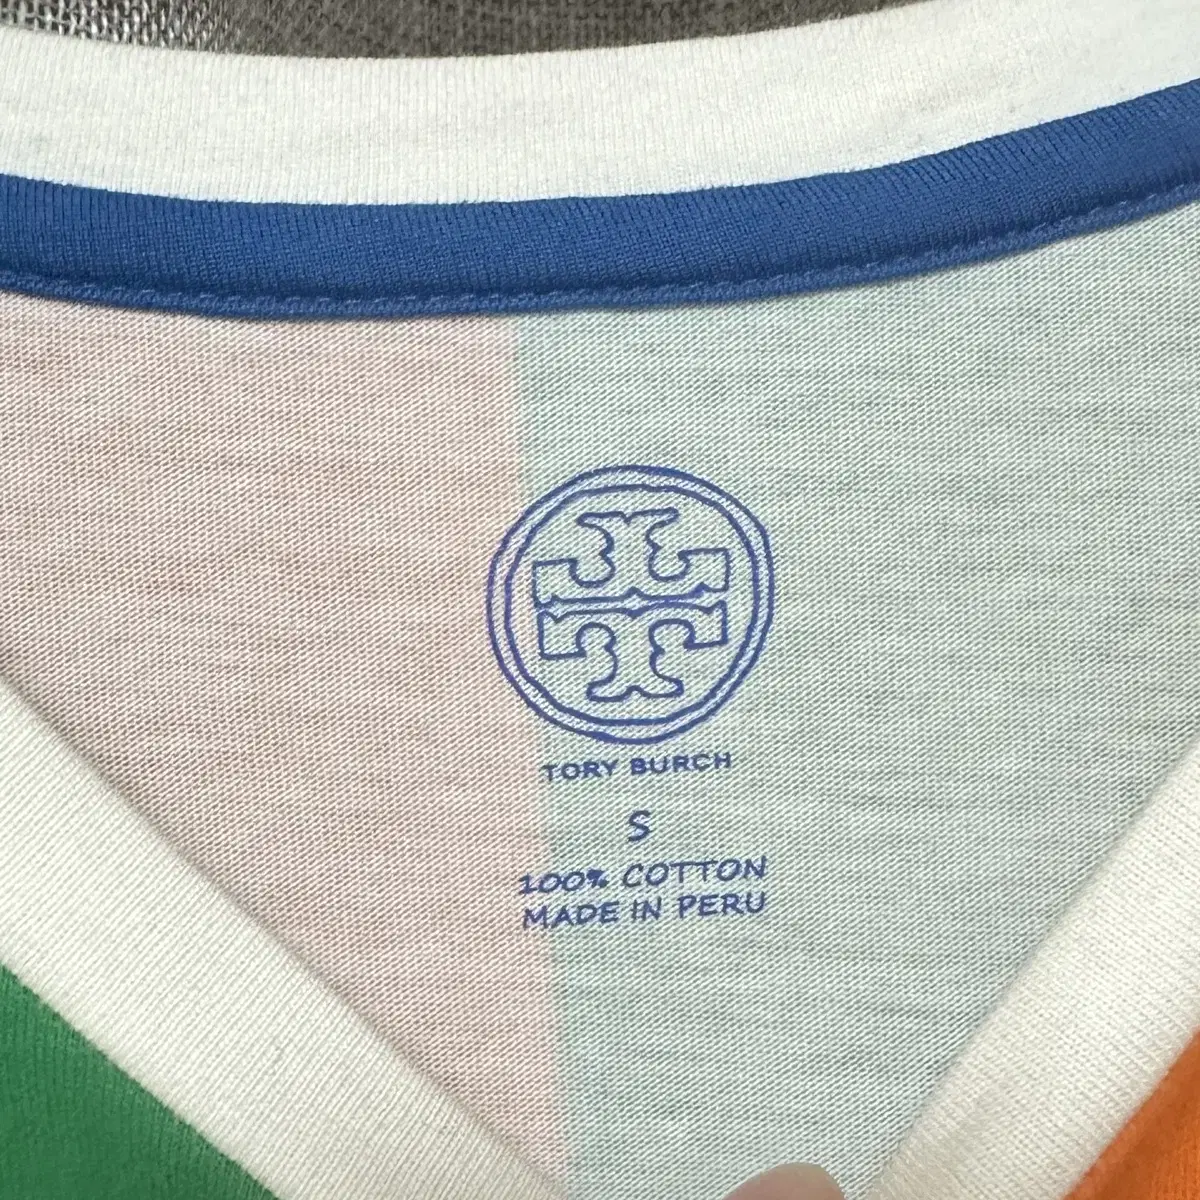 TORY BURCH
S
100% COTTON
MADE IN PERU